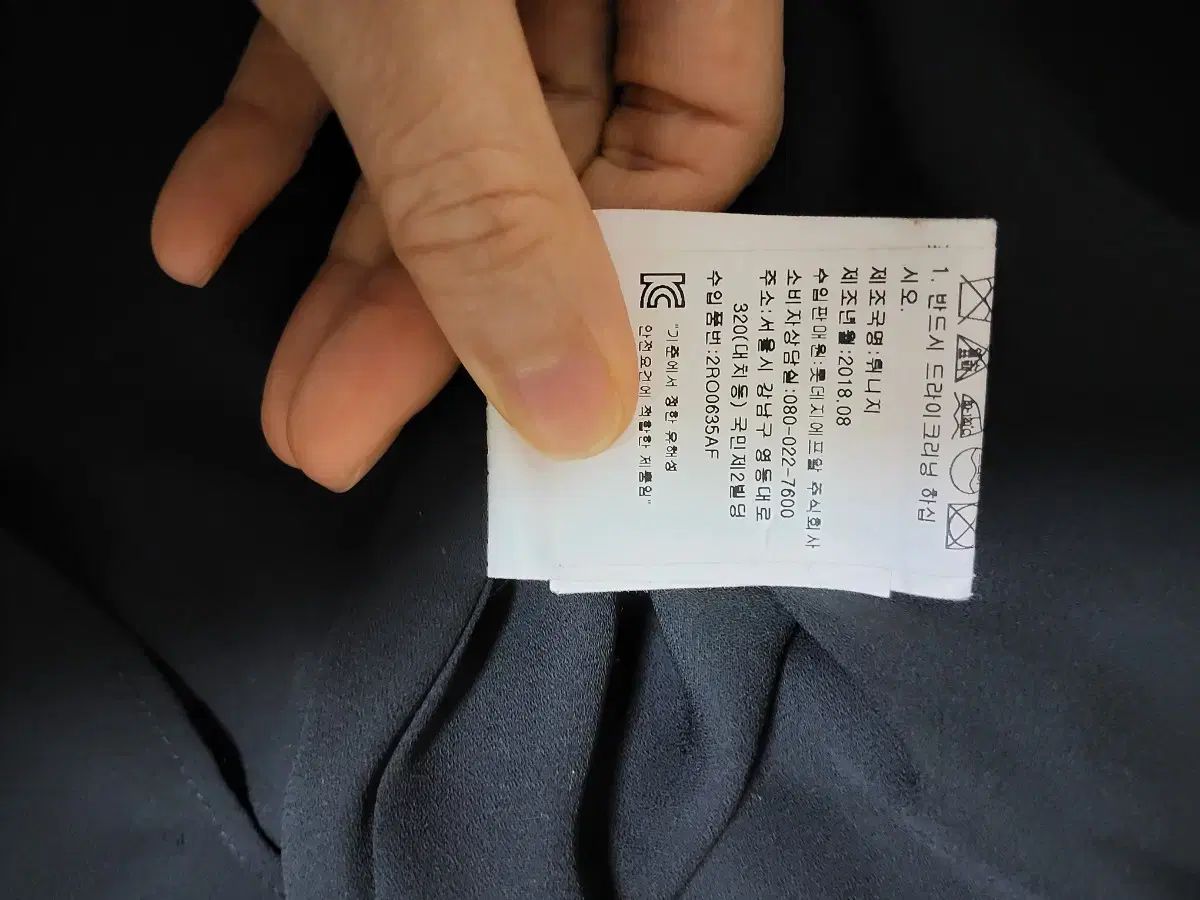 1. 반드시 드라이크리닝 하십
시오.
제조국명:튀니지
제조년월:2018.08
수입판매원:롯데지에프알 주식회사
소비자상담실:080-022-7600
주소:서울시 강남구 영동대로
320(대치동) 국민제2빌딩
수입품번:2RO0635AF
"기준에서 정한 유해성
안전요건에 적합한 제품임"